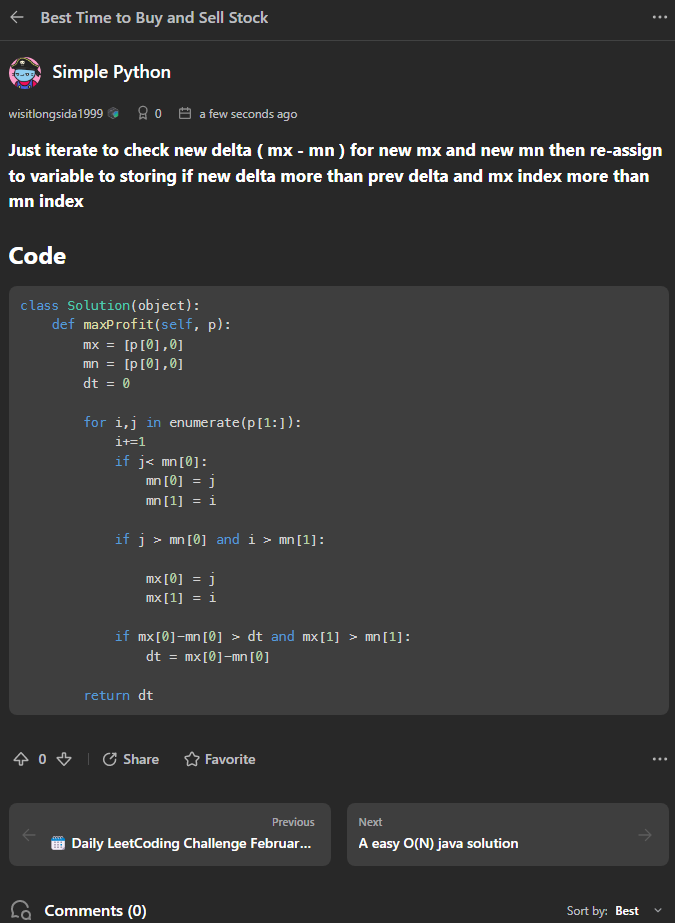 Best Time to Buy and Sell Stock
Simple Python
wisitlongsida1999 0 a few seconds ago
Just iterate to check new delta ( mx - mn ) for new mx and new mn then re-assign
to variable to storing if new delta more than prev delta and mx index more than
mn index
Code
class Solution(object):
    def maxProfit(self, p):
        mx = [p[0],0]
        mn = [p[0],0]
        dt = 0
        for i,j in enumerate(p[1:]):
            i+=1
            if j< mn[0]:
                mn[0] = j
                mn[1] = i
            if j > mn[0] and i > mn[1]:
                mx[0] = j
                mx[1] = i
            if mx[0]-mn[0] > dt and mx[1] > mn[1]:
                dt = mx[0]-mn[0]
        return dt
0 Share Favorite
Previous
Daily LeetCoding Challenge Februar...
Next
A easy O(N) java solution
Comments (0)
Sort by: Best